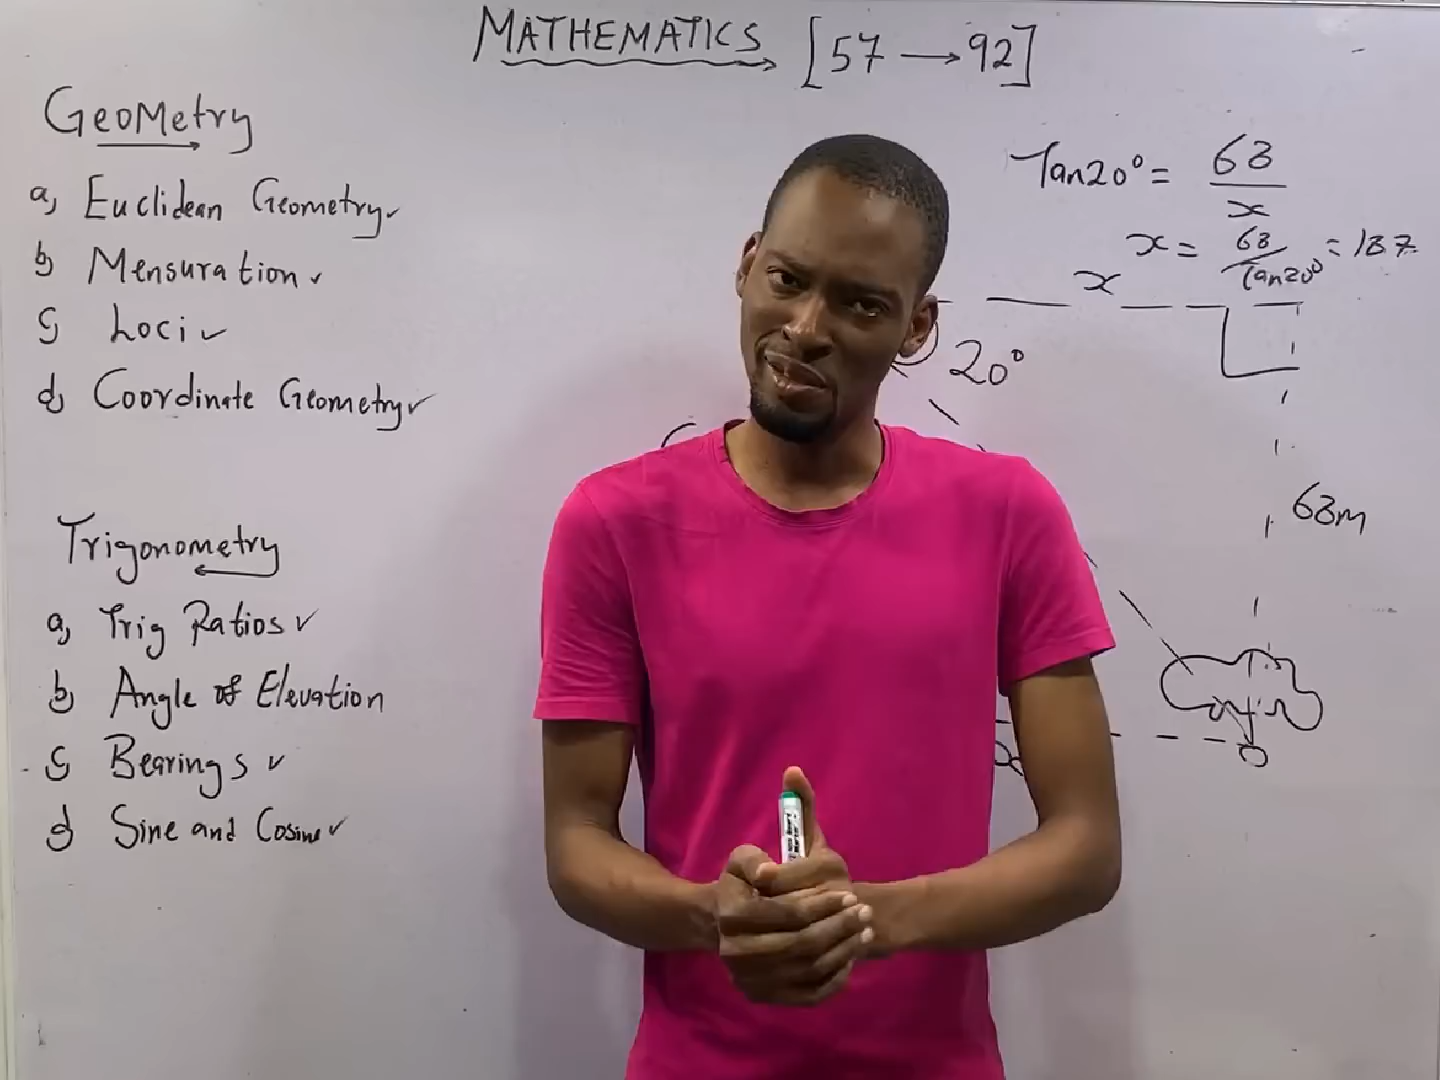 MATHEMATICS [57 → 92]
Geometry
a, Euclidean Geometry ✓
b, Mensuration ✓
c, Loci ✓
d, Coordinate Geometry ✓
Trigonometry
a, Trig Ratios ✓
b, Angle of Elevation
c, Bearings ✓
d, Sine and Cosine ✓
Tan20° = 68/x
x = 68/Tan20° = 187
x
20°
68m